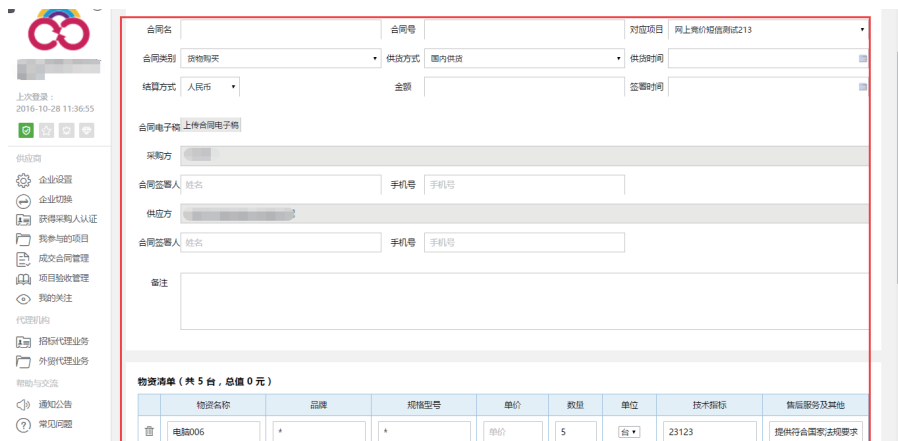 合同名 合同号 对应项目 网上竞价短信测试213
合同类别 货物购买 供货方式 国内供货 供货时间
上次登录：
2016-10-28 11:36:55
结算方式 人民币 金额 签署时间
合同电子稿 上传合同电子稿
供应商
采购方
企业设置
合同签署人 姓名 手机号 手机号
企业切换
获得采购人认证
供应方
我参与的项目
合同签署人 姓名 手机号 手机号
成交合同管理
项目验收管理
备注
我的关注
代理机构
招标代理业务
外贸代理业务
帮助与交流
物资清单（共 5 台，总值 0 元）
通知公告
物资名称 品牌 规格型号 单价 数量 单位 技术指标 售后服务及其他
常见问题
电脑006 * * 单价 5 台 23123 提供符合国家法规要求